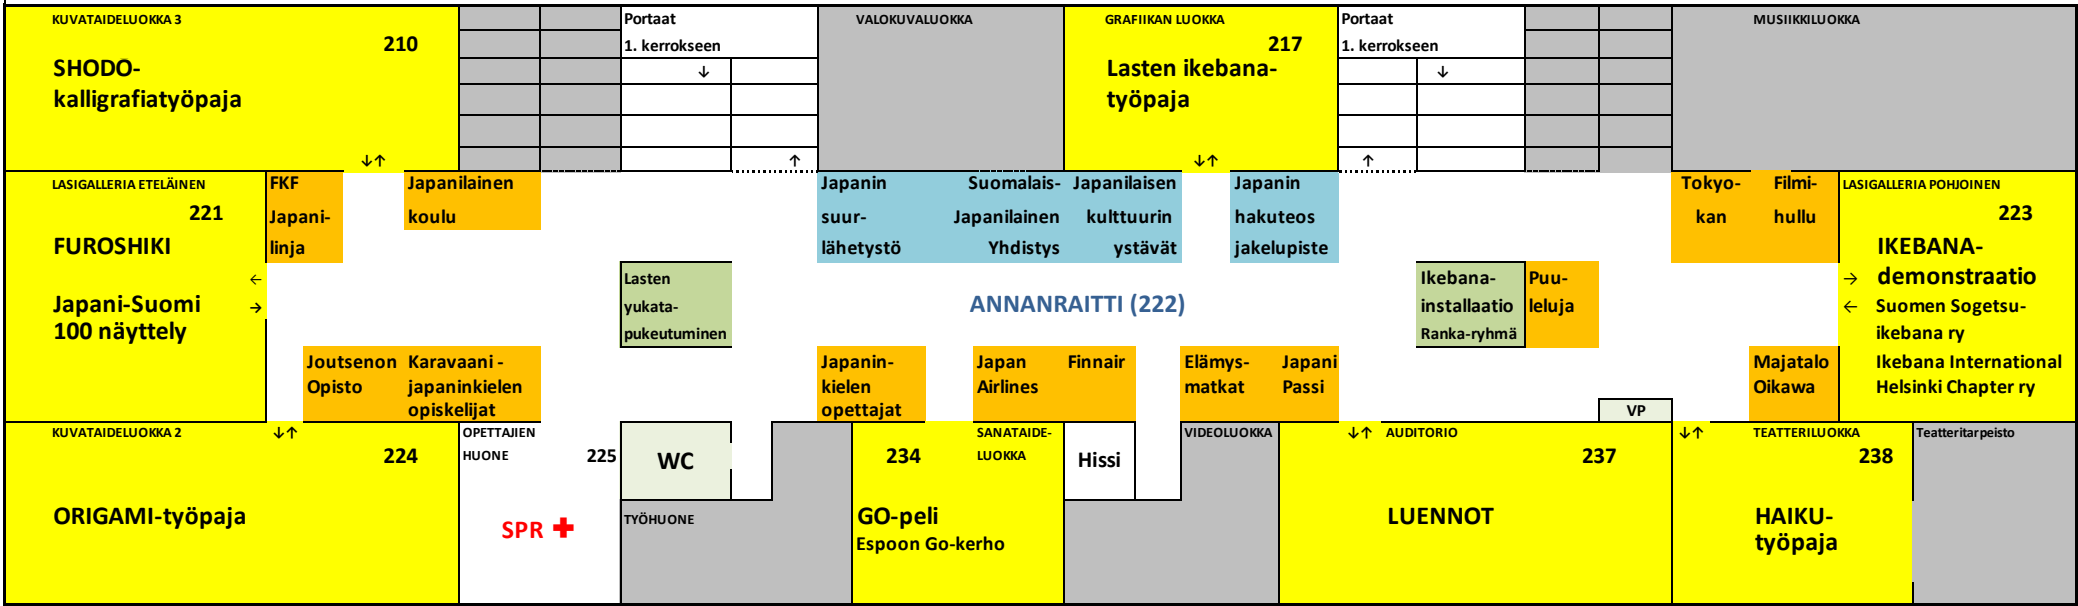 KUVATAIDELUOKKA 3
210
SHODO-
kalligrafiatyöpaja
↓↑
Portaat
1. kerrokseen
↓
↑
VALOKUVALUOKKA
GRAFIIKAN LUOKKA
217
Lasten ikebana-
työpaja
↓↑
Portaat
1. kerrokseen
↓
↑
MUSIIKKILUOKKA
LASIGALLERIA ETELÄINEN
221
FUROSHIKI
←
Japani-Suomi →
100 näyttely
FKF
Japani-
linja
Japanilainen
koulu
Japanin
suur-
lähetystö
Suomalais-
Japanilainen
Yhdistys
Japanilaisen
kulttuurin
ystävät
Japanin
hakuteos
jakelupiste
Tokyo-
kan
Filmi-
hullu
LASIGALLERIA POHJOINEN
223
IKEBANA-
→ demonstraatio
← Suomen Sogetsu-
ikebana ry
Ikebana International
Helsinki Chapter ry
Lasten
yukata-
pukeutuminen
ANNANRAITTI (222)
Ikebana-
installaatio
Ranka-ryhmä
Puu-
leluja
Joutsenon
Opisto
Karavaani -
japaninkielen
opiskelijat
Japanin-
kielen
opettajat
Japan
Airlines
Finnair
Elämys-
matkat
Japani
Passi
Majatalo
Oikawa
VP
KUVATAIDELUOKKA 2
↓↑
224
ORIGAMI-työpaja
OPETTAJIEN
HUONE 225
SPR
WC
TYÖHUONE
SANATAIDE-
234 LUOKKA
GO-peli
Espoon Go-kerho
Hissi
VIDEOLUOKKA
↓↑ AUDITORIO
237
LUENNOT
↓↑ TEATTERILUOKKA
238
HAIKU-
työpaja
Teatteritarpeisto